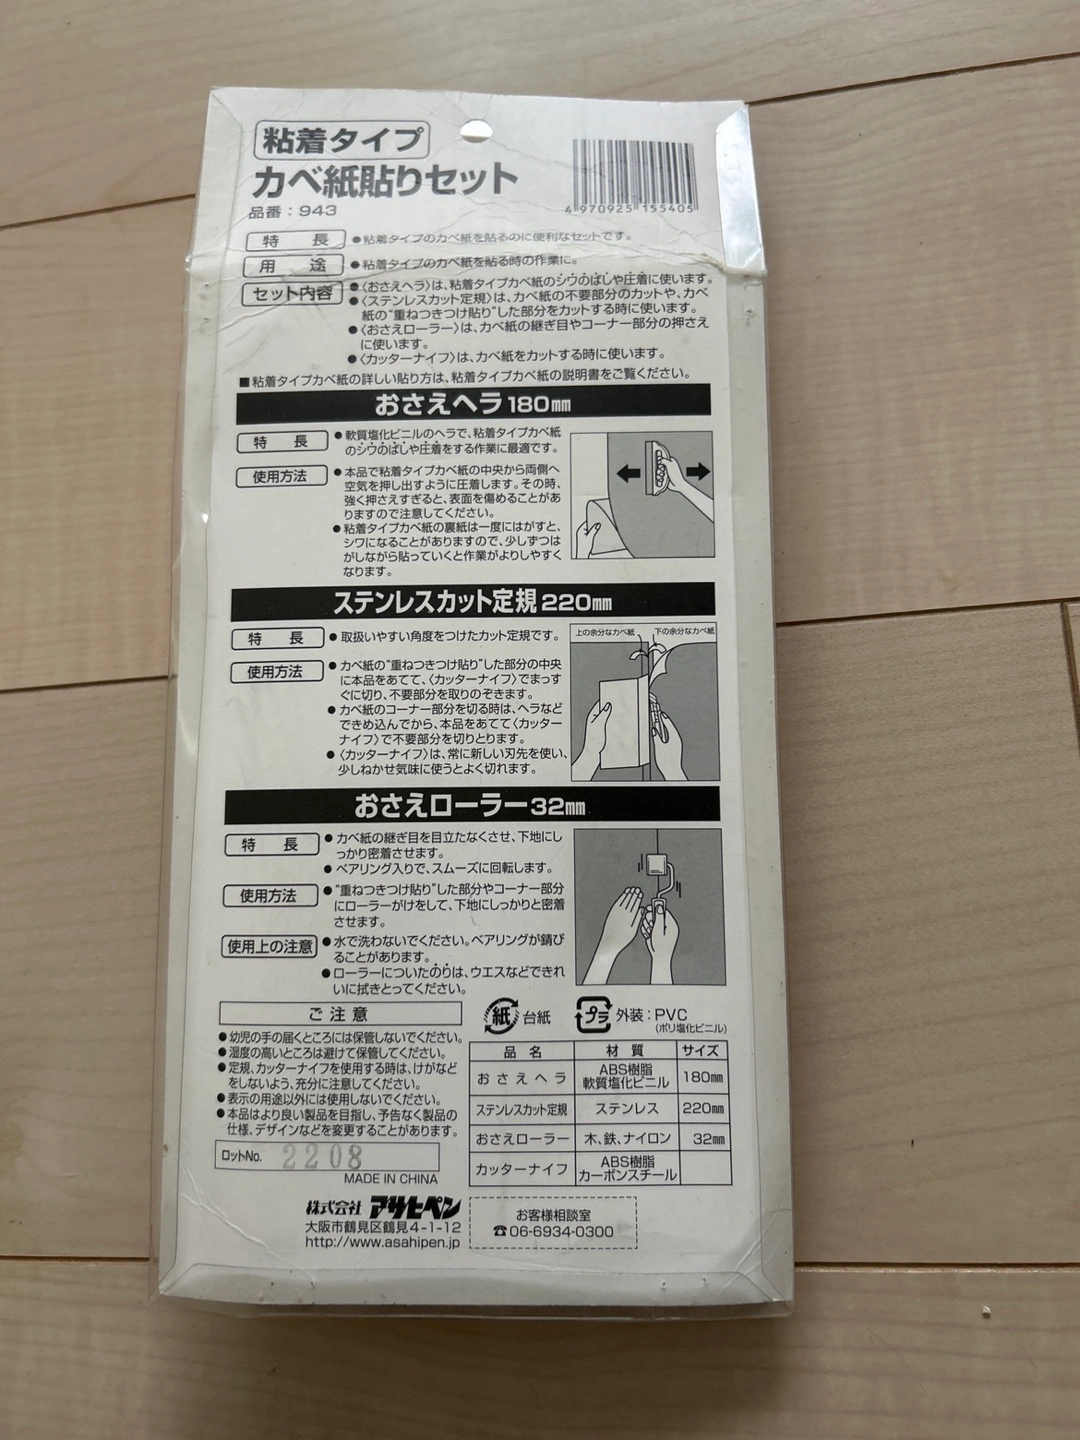 粘着タイプ
カベ紙貼りセット
品番：943
4 970925 155405
特 長
●粘着タイプのカベ紙を貼るのに便利なセットです。
用 途
●粘着タイプのカベ紙を貼る時の作業に。
セット内容
●〈おさえヘラ〉は、粘着タイプカベ紙のシワのばしや圧着に使います。
●〈ステンレスカット定規〉は、カベ紙の不要部分のカットや、カベ
紙の“重ねつきつけ貼り”した部分をカットする時に使います。
●〈おさえローラー〉は、カベ紙の継ぎ目やコーナー部分の押さえ
に使います。
●〈カッターナイフ〉は、カベ紙をカットする時に使います。
■粘着タイプカベ紙の詳しい貼り方は、粘着タイプカベ紙の説明書をご覧ください。
おさえヘラ180㎜
特 長
●軟質塩化ビニルのヘラで、粘着タイプカベ紙
のシワのばしや圧着をする作業に最適です。
使用方法
●本品で粘着タイプカベ紙の中央から両側へ
空気を押し出すように圧着します。その時、
強く押さえすぎると、表面を傷めることがあ
りますので注意してください。
●粘着タイプカベ紙の裏紙は一度にはがすと、
シワになることがありますので、少しずつは
がしながら貼っていくと作業がよりしやすく
なります。
ステンレスカット定規220㎜
特 長
●取扱いやすい角度をつけたカット定規です。
使用方法
●カベ紙の“重ねつきつけ貼り”した部分の中央
に本品をあてて、〈カッターナイフ〉でまっす
ぐに切り、不要部分を取りのぞきます。
●カベ紙のコーナー部分を切る時は、ヘラなど
できめ込んでから、本品をあてて〈カッター
ナイフ〉で不要部分を切りとります。
●〈カッターナイフ〉は、常に新しい刃先を使い、
少しねかせ気味に使うとよく切れます。
上の余分なカベ紙
下の余分なカベ紙
おさえローラー32㎜
特 長
●カベ紙の継ぎ目を目立たなくさせ、下地にし
っかり密着させます。
●ベアリング入りで、スムーズに回転します。
使用方法
●“重ねつきつけ貼り”した部分やコーナー部分
にローラーがけをして、下地にしっかりと密着
させます。
使用上の注意
●水で洗わないでください。ベアリングが錆び
ることがあります。
●ローラーについたのりは、ウエスなどできれ
いに拭きとってください。
ご注意
●幼児の手の届くところには保管しないでください。
●湿度の高いところは避けて保管してください。
●定規、カッターナイフを使用する時は、けがなど
をしないよう、充分に注意してください。
●表示の用途以外には使用しないでください。
●本品はより良い製品を目指し、予告なく製品の
仕様、デザインなどを変更することがあります。
ロットNo. 2208
MADE IN CHINA
紙 台紙
プラ 外装：PVC
(ポリ塩化ビニル)
品 名 材 質 サイズ
おさえヘラ ABS樹脂 軟質塩化ビニル 180㎜
ステンレスカット定規 ステンレス 220㎜
おさえローラー 木、鉄、ナイロン 32㎜
カッターナイフ ABS樹脂 カーボンスチール
株式会社 アサヒペン
大阪市鶴見区鶴見4-1-12
http://www.asahipen.jp
お客様相談室
☎06-6934-0300